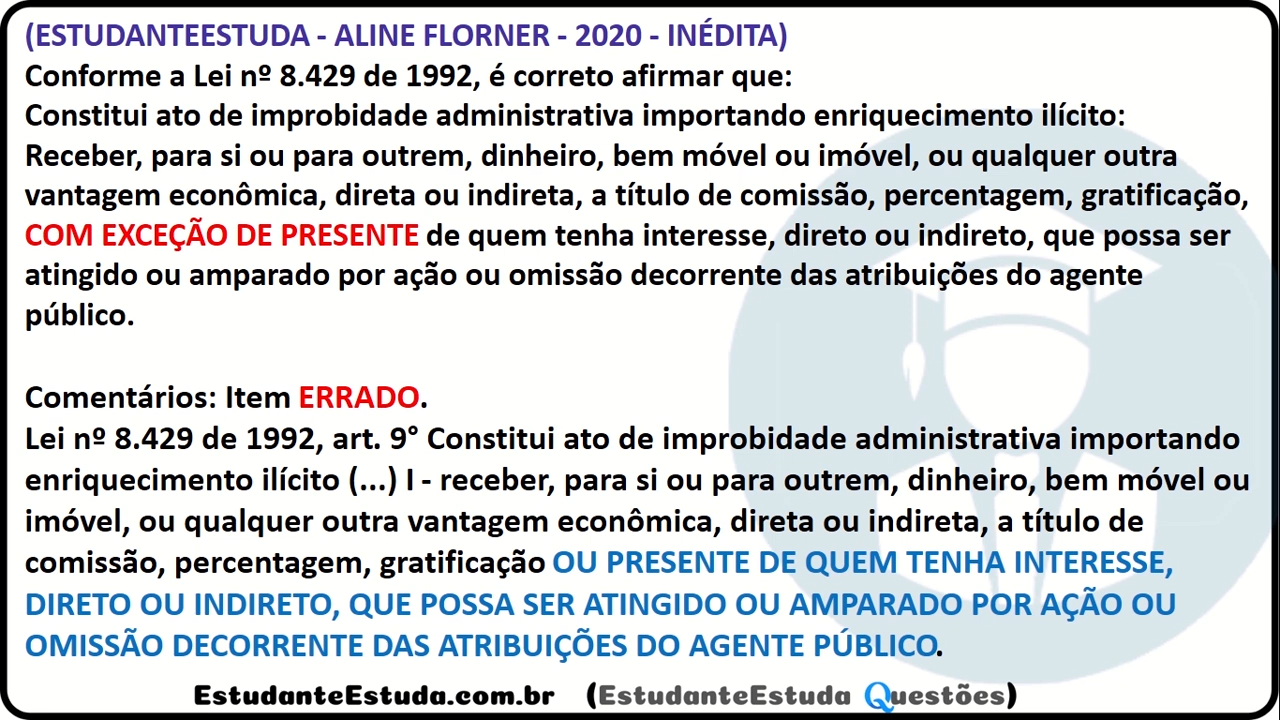 (ESTUDANTEESTUDA - ALINE FLORNER - 2020 - INÉDITA)
Conforme a Lei nº 8.429 de 1992, é correto afirmar que:
Constitui ato de improbidade administrativa importando enriquecimento ilícito:
Receber, para si ou para outrem, dinheiro, bem móvel ou imóvel, ou qualquer outra
vantagem econômica, direta ou indireta, a título de comissão, percentagem, gratificação,
COM EXCEÇÃO DE PRESENTE de quem tenha interesse, direto ou indireto, que possa ser
atingido ou amparado por ação ou omissão decorrente das atribuições do agente
público.
Comentários: Item ERRADO.
Lei nº 8.429 de 1992, art. 9° Constitui ato de improbidade administrativa importando
enriquecimento ilícito (...) I - receber, para si ou para outrem, dinheiro, bem móvel ou
imóvel, ou qualquer outra vantagem econômica, direta ou indireta, a título de
comissão, percentagem, gratificação OU PRESENTE DE QUEM TENHA INTERESSE,
DIRETO OU INDIRETO, QUE POSSA SER ATINGIDO OU AMPARADO POR AÇÃO OU
OMISSÃO DECORRENTE DAS ATRIBUIÇÕES DO AGENTE PÚBLICO.
EstudanteEstuda.com.br (EstudanteEstuda Questões)